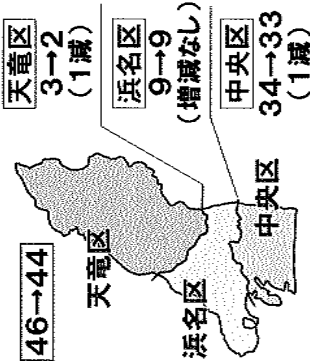 46→44
天竜区
3→2
(1減)
浜名区
9→9
(増減なし)
中央区
34→33
(1減)
天竜区
浜名区
中央区